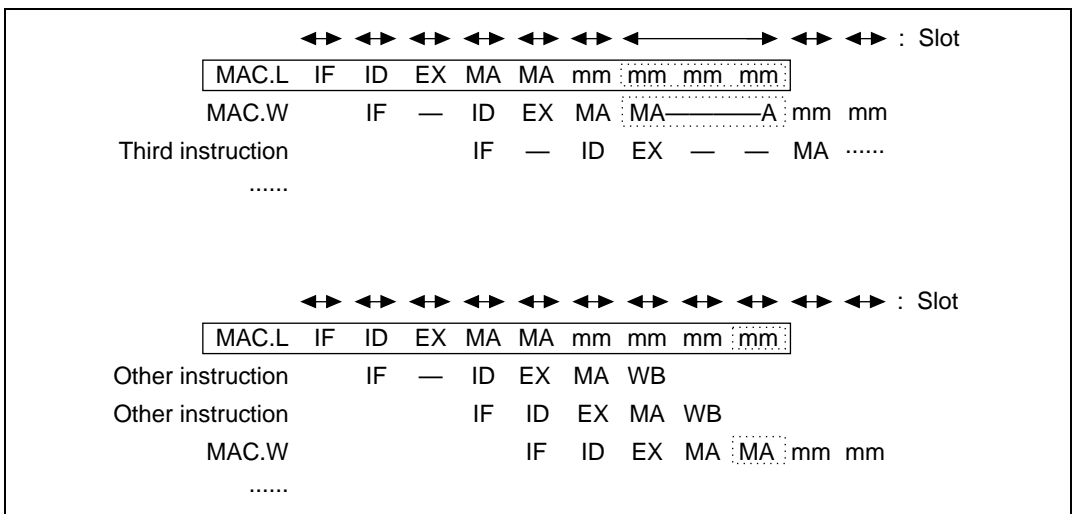 : Slot
MAC.L IF ID EX MA MA mm mm mm mm
MAC.W IF — ID EX MA MA———A mm mm
Third instruction IF — ID EX — — MA ......
......
: Slot
MAC.L IF ID EX MA MA mm mm mm mm
Other instruction IF — ID EX MA WB
Other instruction IF ID EX MA WB
MAC.W IF ID EX MA MA mm mm
......